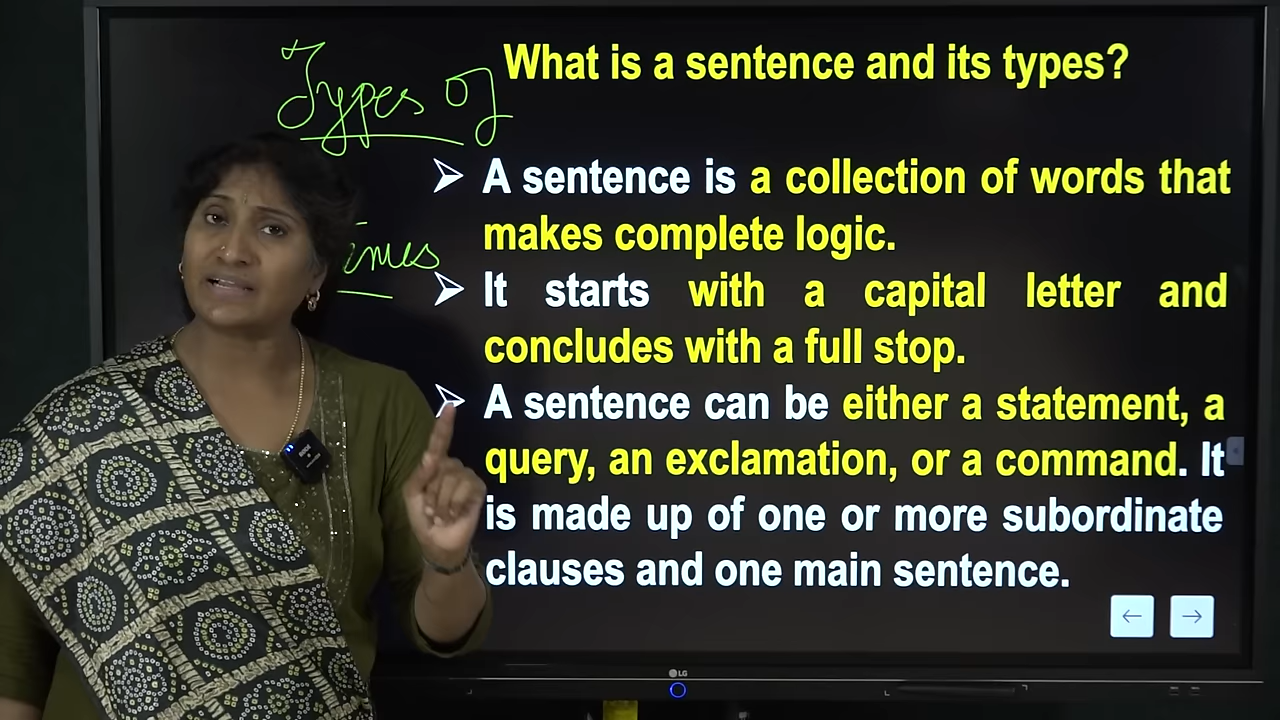 Types of
What is a sentence and its types?
➢ A sentence is a collection of words that
makes complete logic.
➢ It starts with a capital letter and
concludes with a full stop.
➢ A sentence can be either a statement, a
query, an exclamation, or a command. It
is made up of one or more subordinate
clauses and one main sentence.
← →
LG